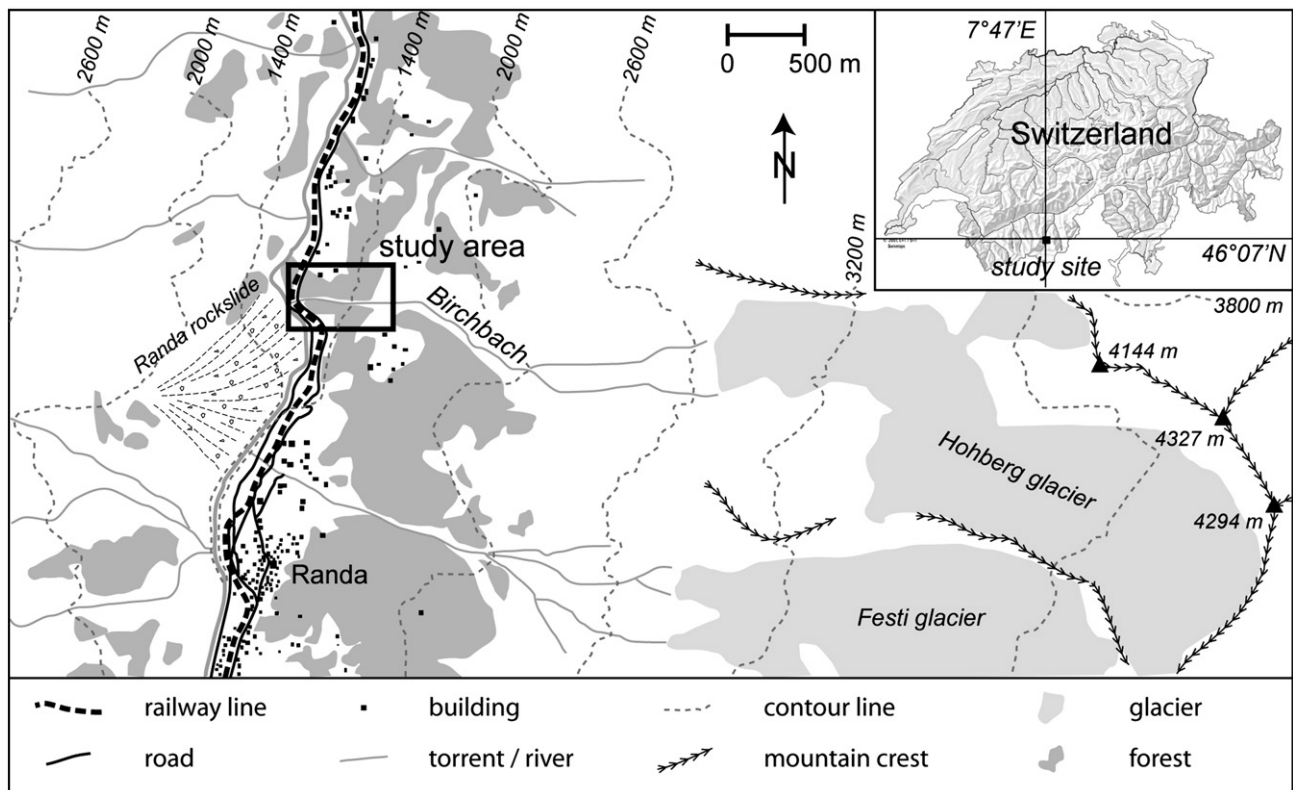 2600 m
2000 m
1400 m
1400 m
2000 m
2600 m
0 500 m
N
7°47'E
Switzerland
46°07'N
study site
study area
Randa rockslide
Birchbach
3200 m
3800 m
4144 m
4327 m
4294 m
Hohberg glacier
Festi glacier
Randa
railway line
building
contour line
glacier
road
torrent / river
mountain crest
forest